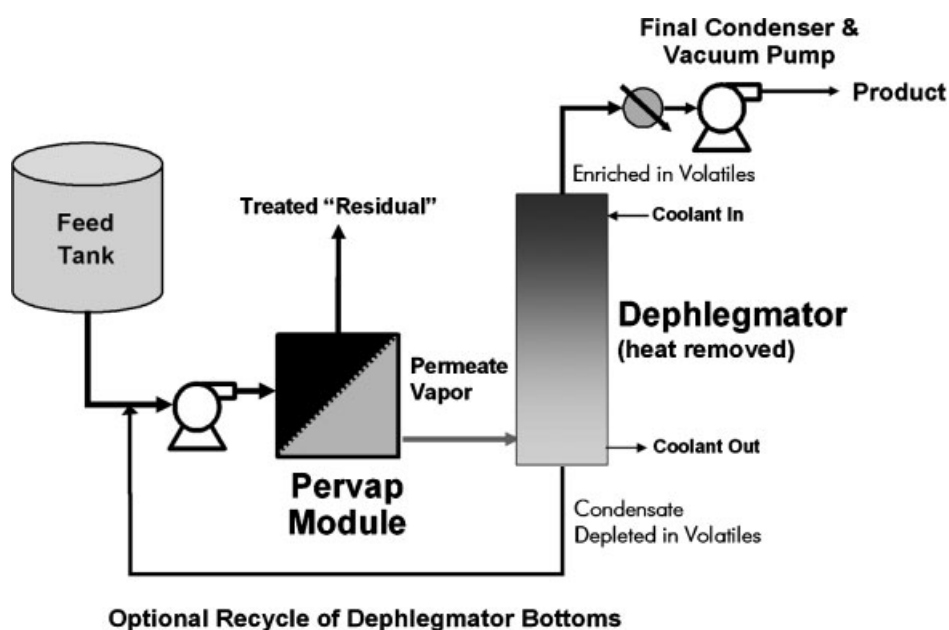 Final Condenser &
Vacuum Pump
Product
Enriched in Volatiles
Feed
Tank
Treated “Residual”
Coolant In
Dephlegmator
(heat removed)
Permeate
Vapor
Coolant Out
Pervap
Module
Condensate
Depleted in Volatiles
Optional Recycle of Dephlegmator Bottoms